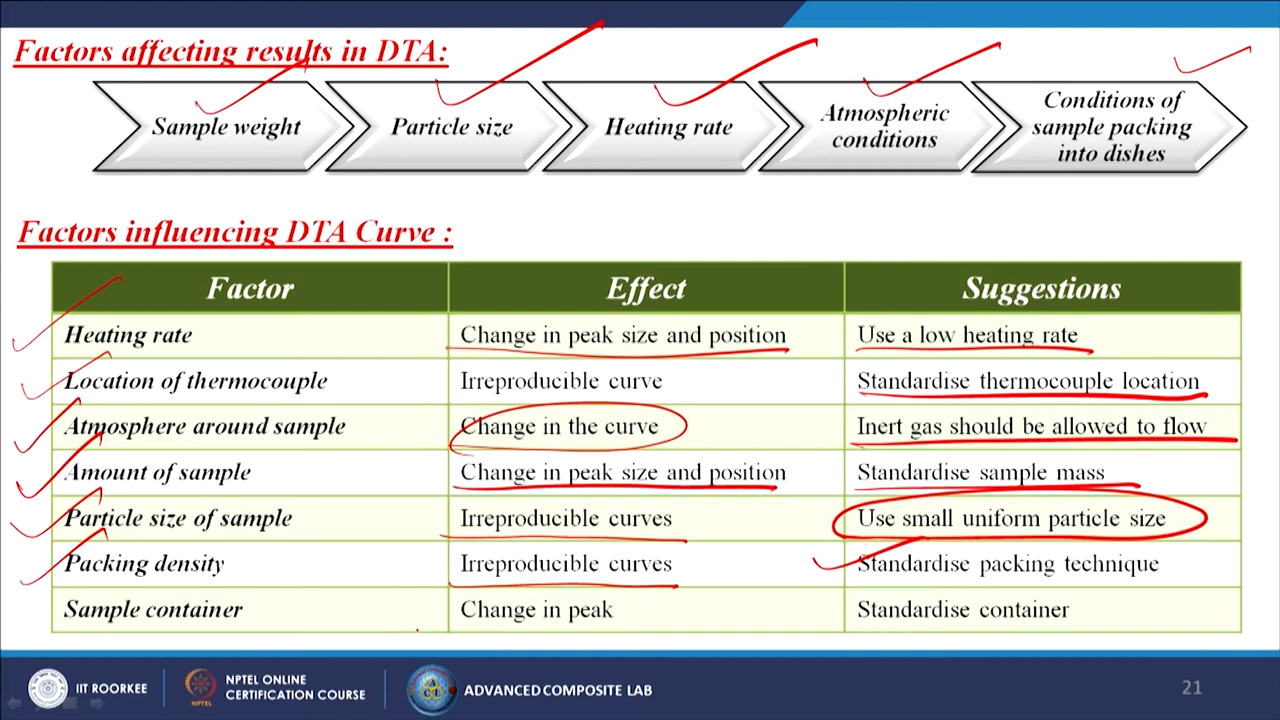 Factors affecting results in DTA:
Sample weight
Particle size
Heating rate
Atmospheric
conditions
Conditions of
sample packing
into dishes
Factors influencing DTA Curve :
Factor Effect Suggestions
Heating rate Change in peak size and position Use a low heating rate
Location of thermocouple Irreproducible curve Standardise thermocouple location
Atmosphere around sample Change in the curve Inert gas should be allowed to flow
Amount of sample Change in peak size and position Standardise sample mass
Particle size of sample Irreproducible curves Use small uniform particle size
Packing density Irreproducible curves Standardise packing technique
Sample container Change in peak Standardise container
IIT ROORKEE
NPTEL
NPTEL ONLINE
CERTIFICATION COURSE
ACL
ADVANCED COMPOSITE LAB
21